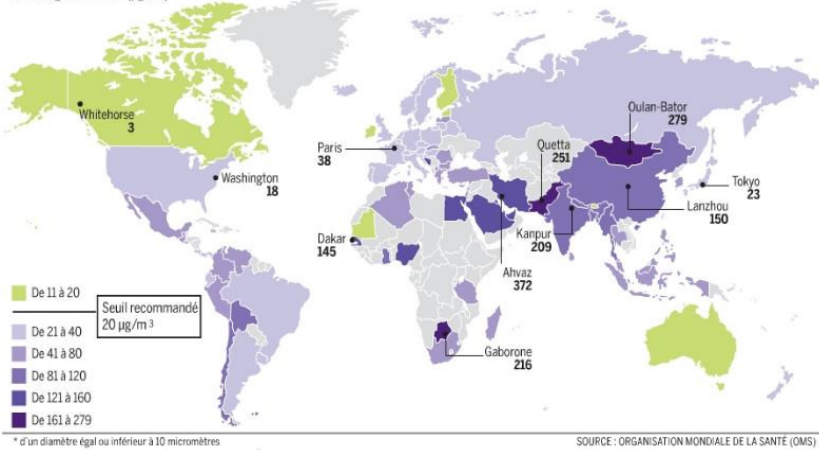 Whitehorse
3
Washington
18
Paris
38
Dakar
145
Quetta
251
Oulan-Bator
279
Tokyo
23
Lanzhou
150
Kanpur
209
Ahvaz
372
Gaborone
216
De 11 à 20
Seuil recommandé
20 µg/m³
De 21 à 40
De 41 à 80
De 81 à 120
De 121 à 160
De 161 à 279
* d'un diamètre égal ou inférieur à 10 micromètres
SOURCE : ORGANISATION MONDIALE DE LA SANTÉ (OMS)